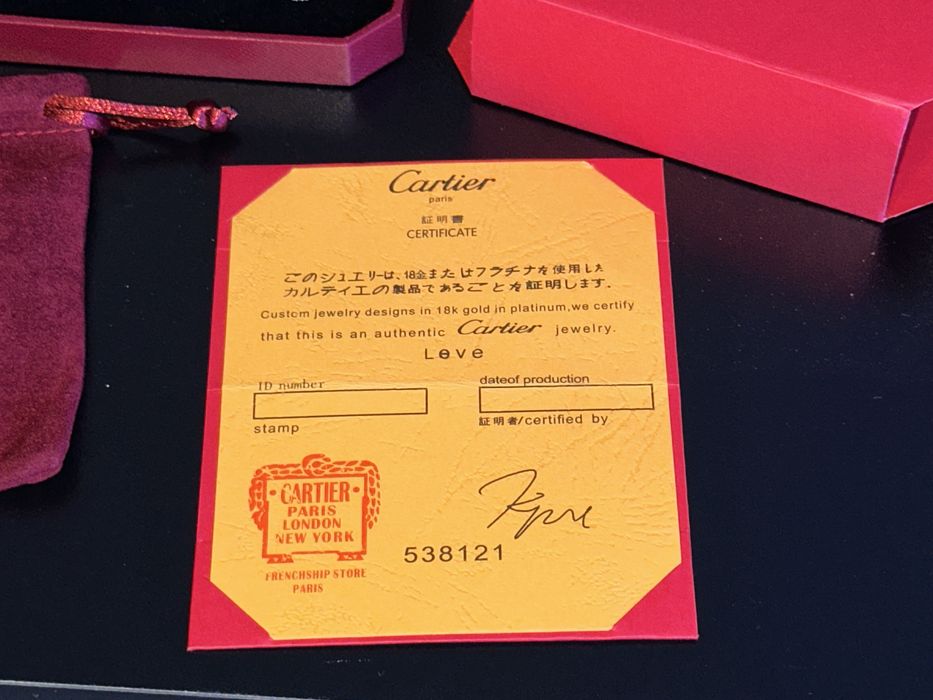 Cartier
paris
証明書
CERTIFICATE
このジュエリーは、18金またはフラチナを使用した
カルティエの製品であるごとを証明します。
Custom jewelry designs in 18k gold in platinum,we certify
that this is an authentic Cartier jewelry.
Love
ID number
dateof production
stamp
証明者/certified by
CARTIER
PARIS
LONDON
NEW YORK
538121
FRENCHSHIP STORE
PARIS